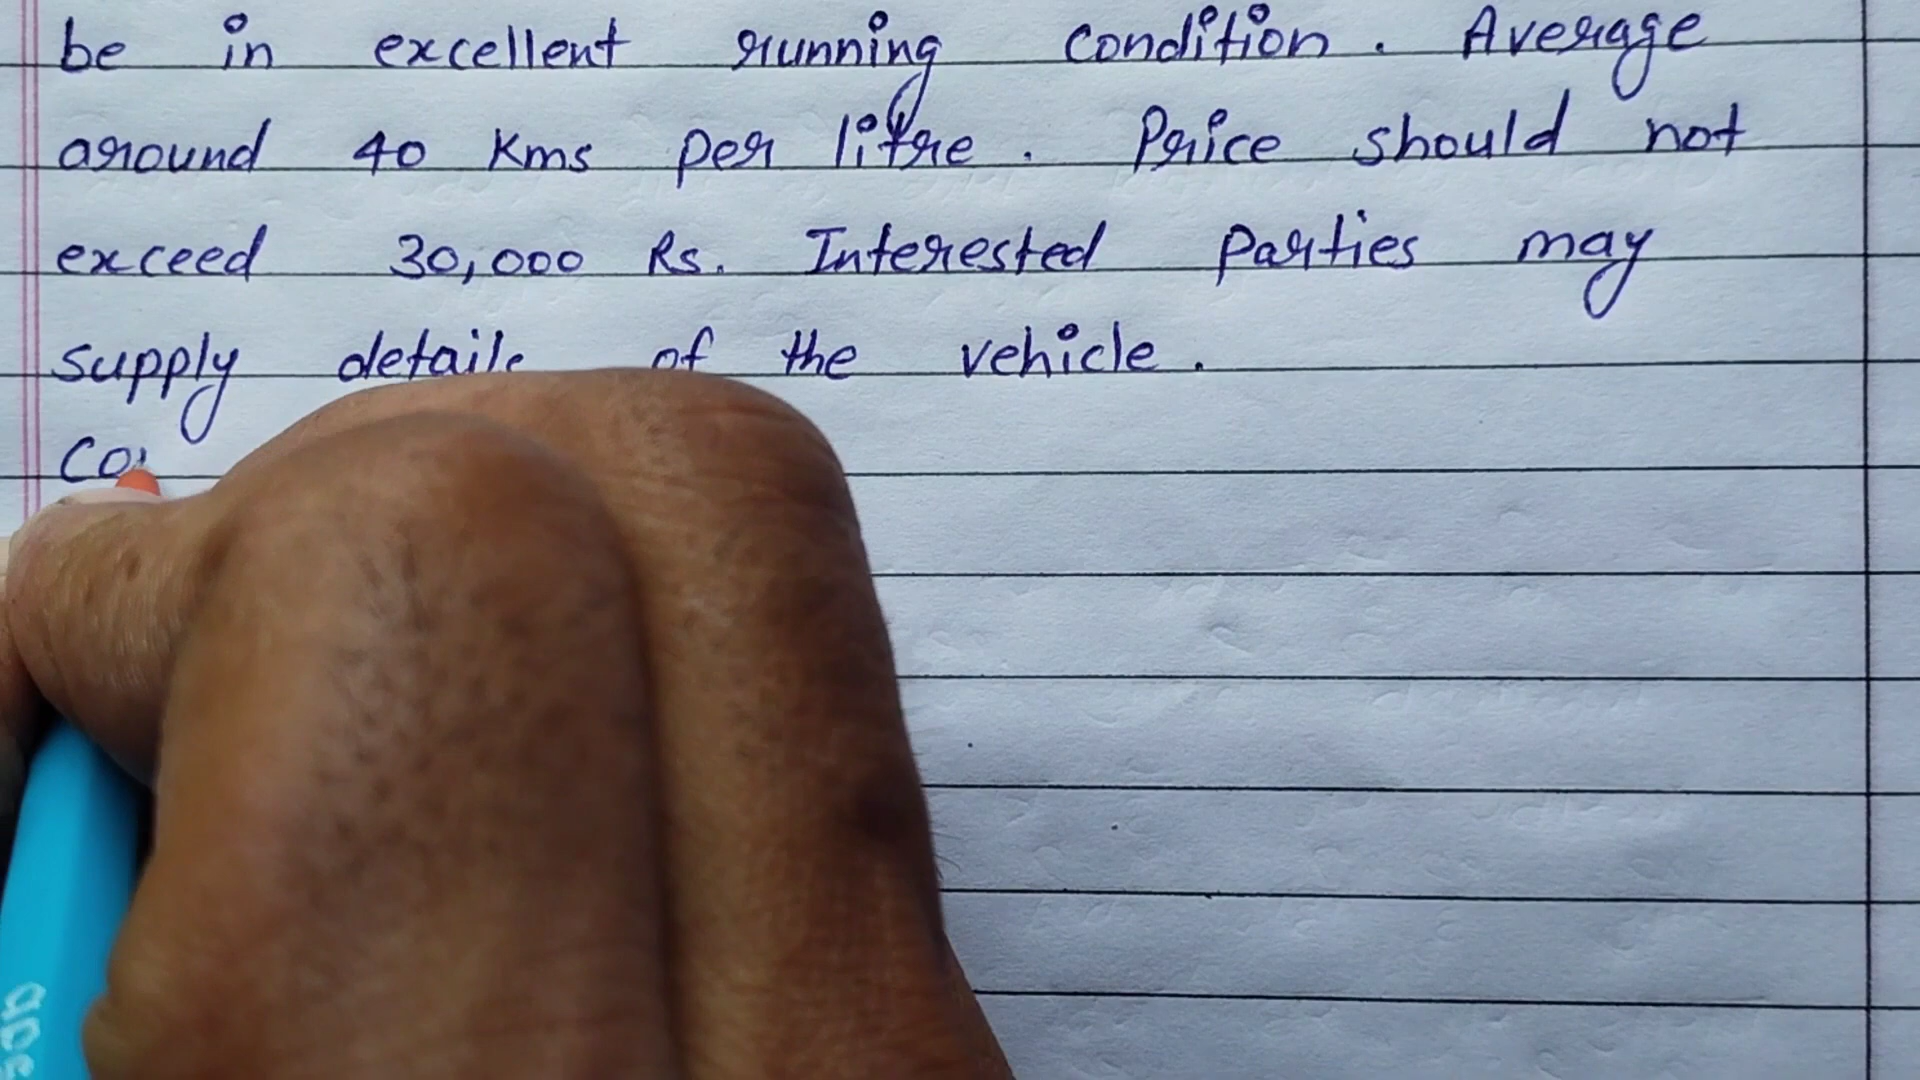 be in excellent running condition. Average
around 40 Kms per litre. Price should not
exceed 30,000 Rs. Interested parties may
supply details of the vehicle.